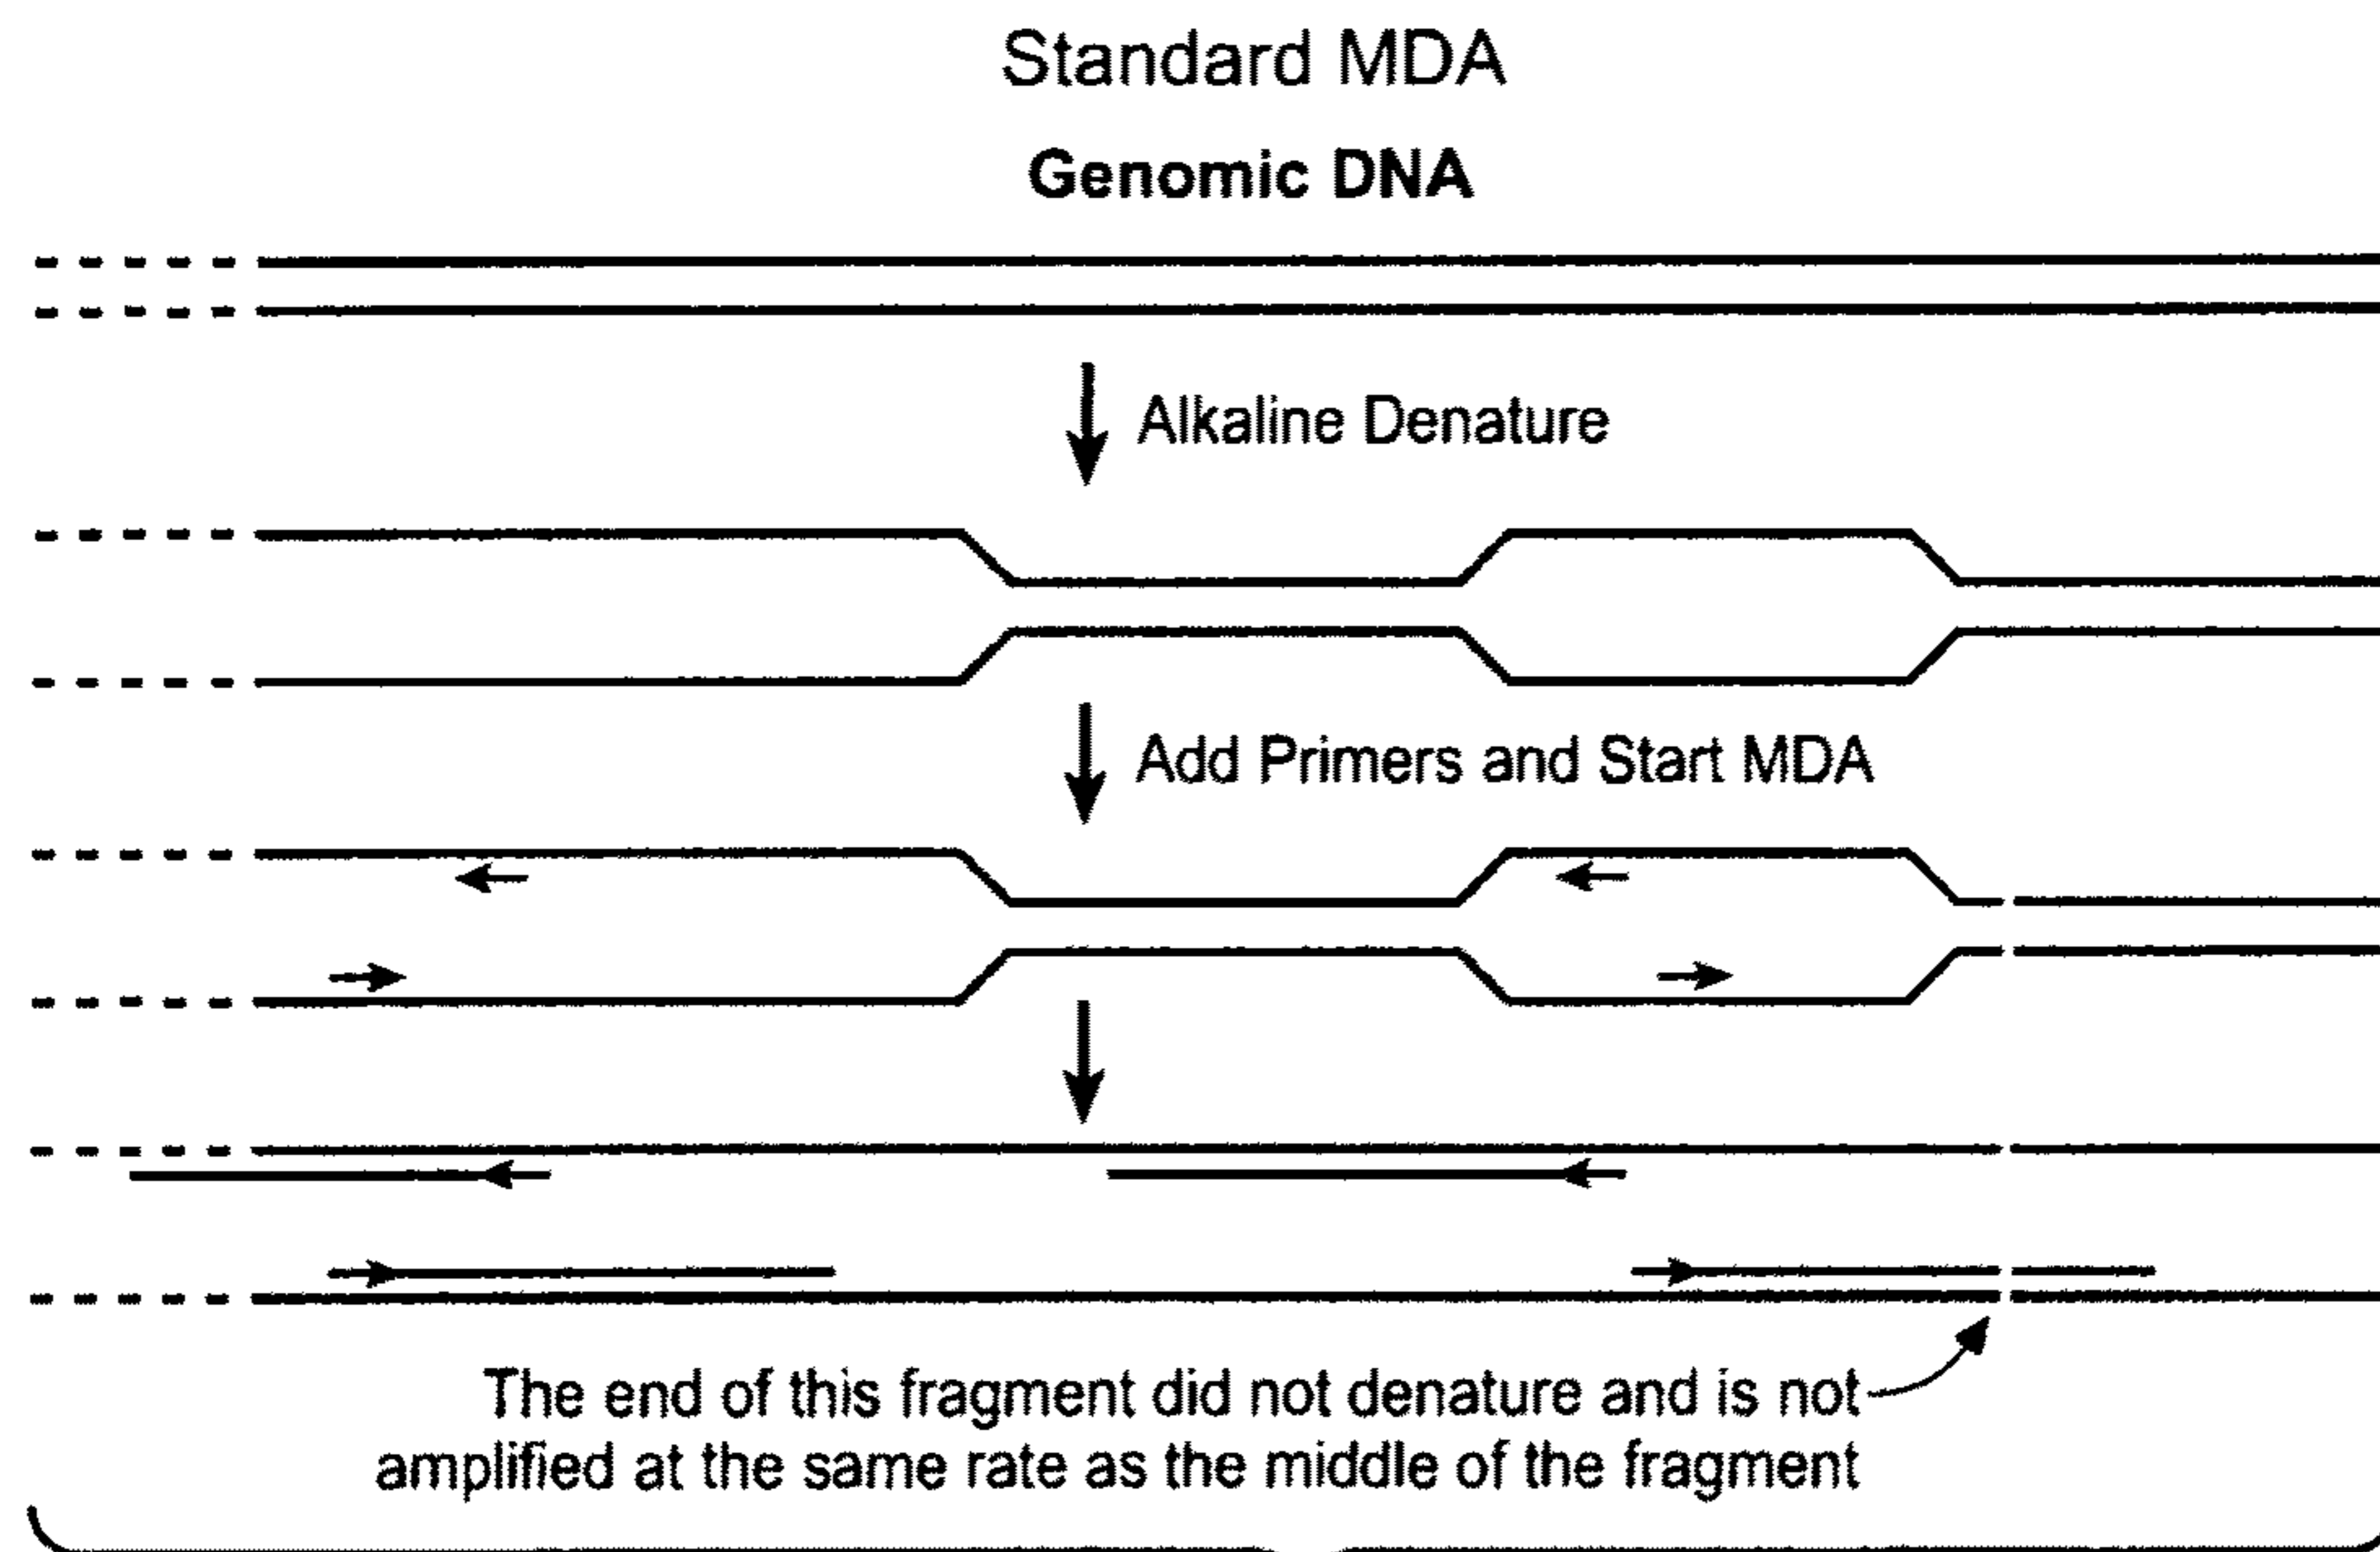 Standard MDA
Genomic DNA
Alkaline Denature
Add Primers and Start MDA
The end of this fragment did not denature and is not
amplified at the same rate as the middle of the fragment